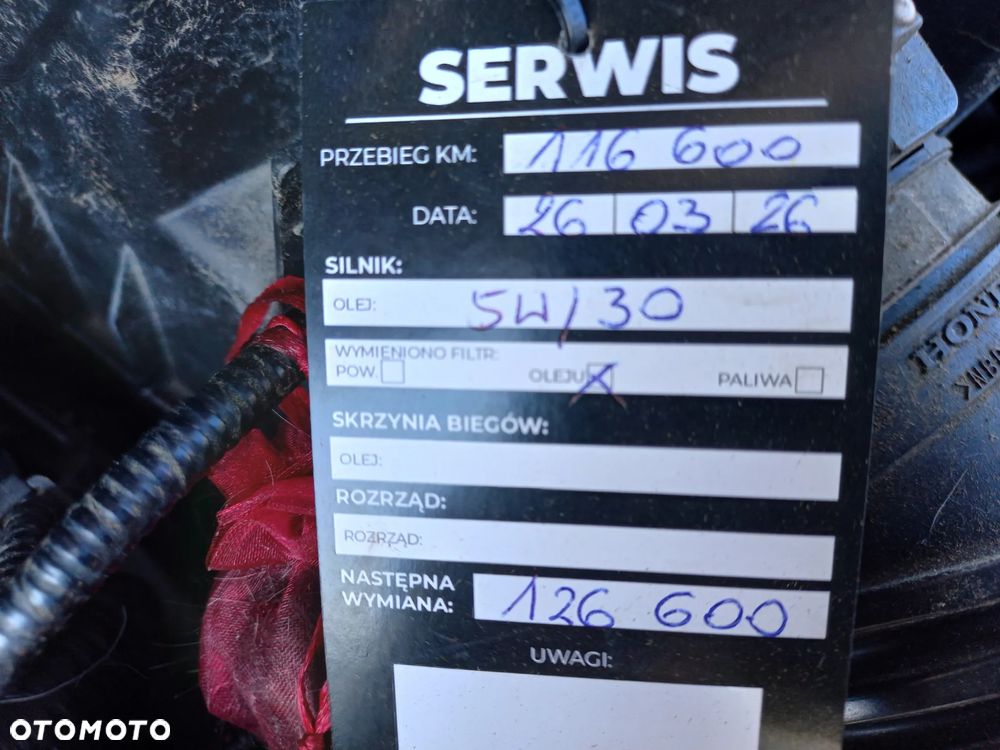 SERWIS
PRZEBIEG KM: 116 600
DATA: 26 03 26
SILNIK:
OLEJ: 5W/30
WYMIENIONO FILTR:
POW. OLEJU PALIWA
SKRZYNIA BIEGÓW:
OLEJ:
ROZRZĄD:
ROZRZĄD:
NASTĘPNA
WYMIANA: 126 600
UWAGI:
OTOMOTO